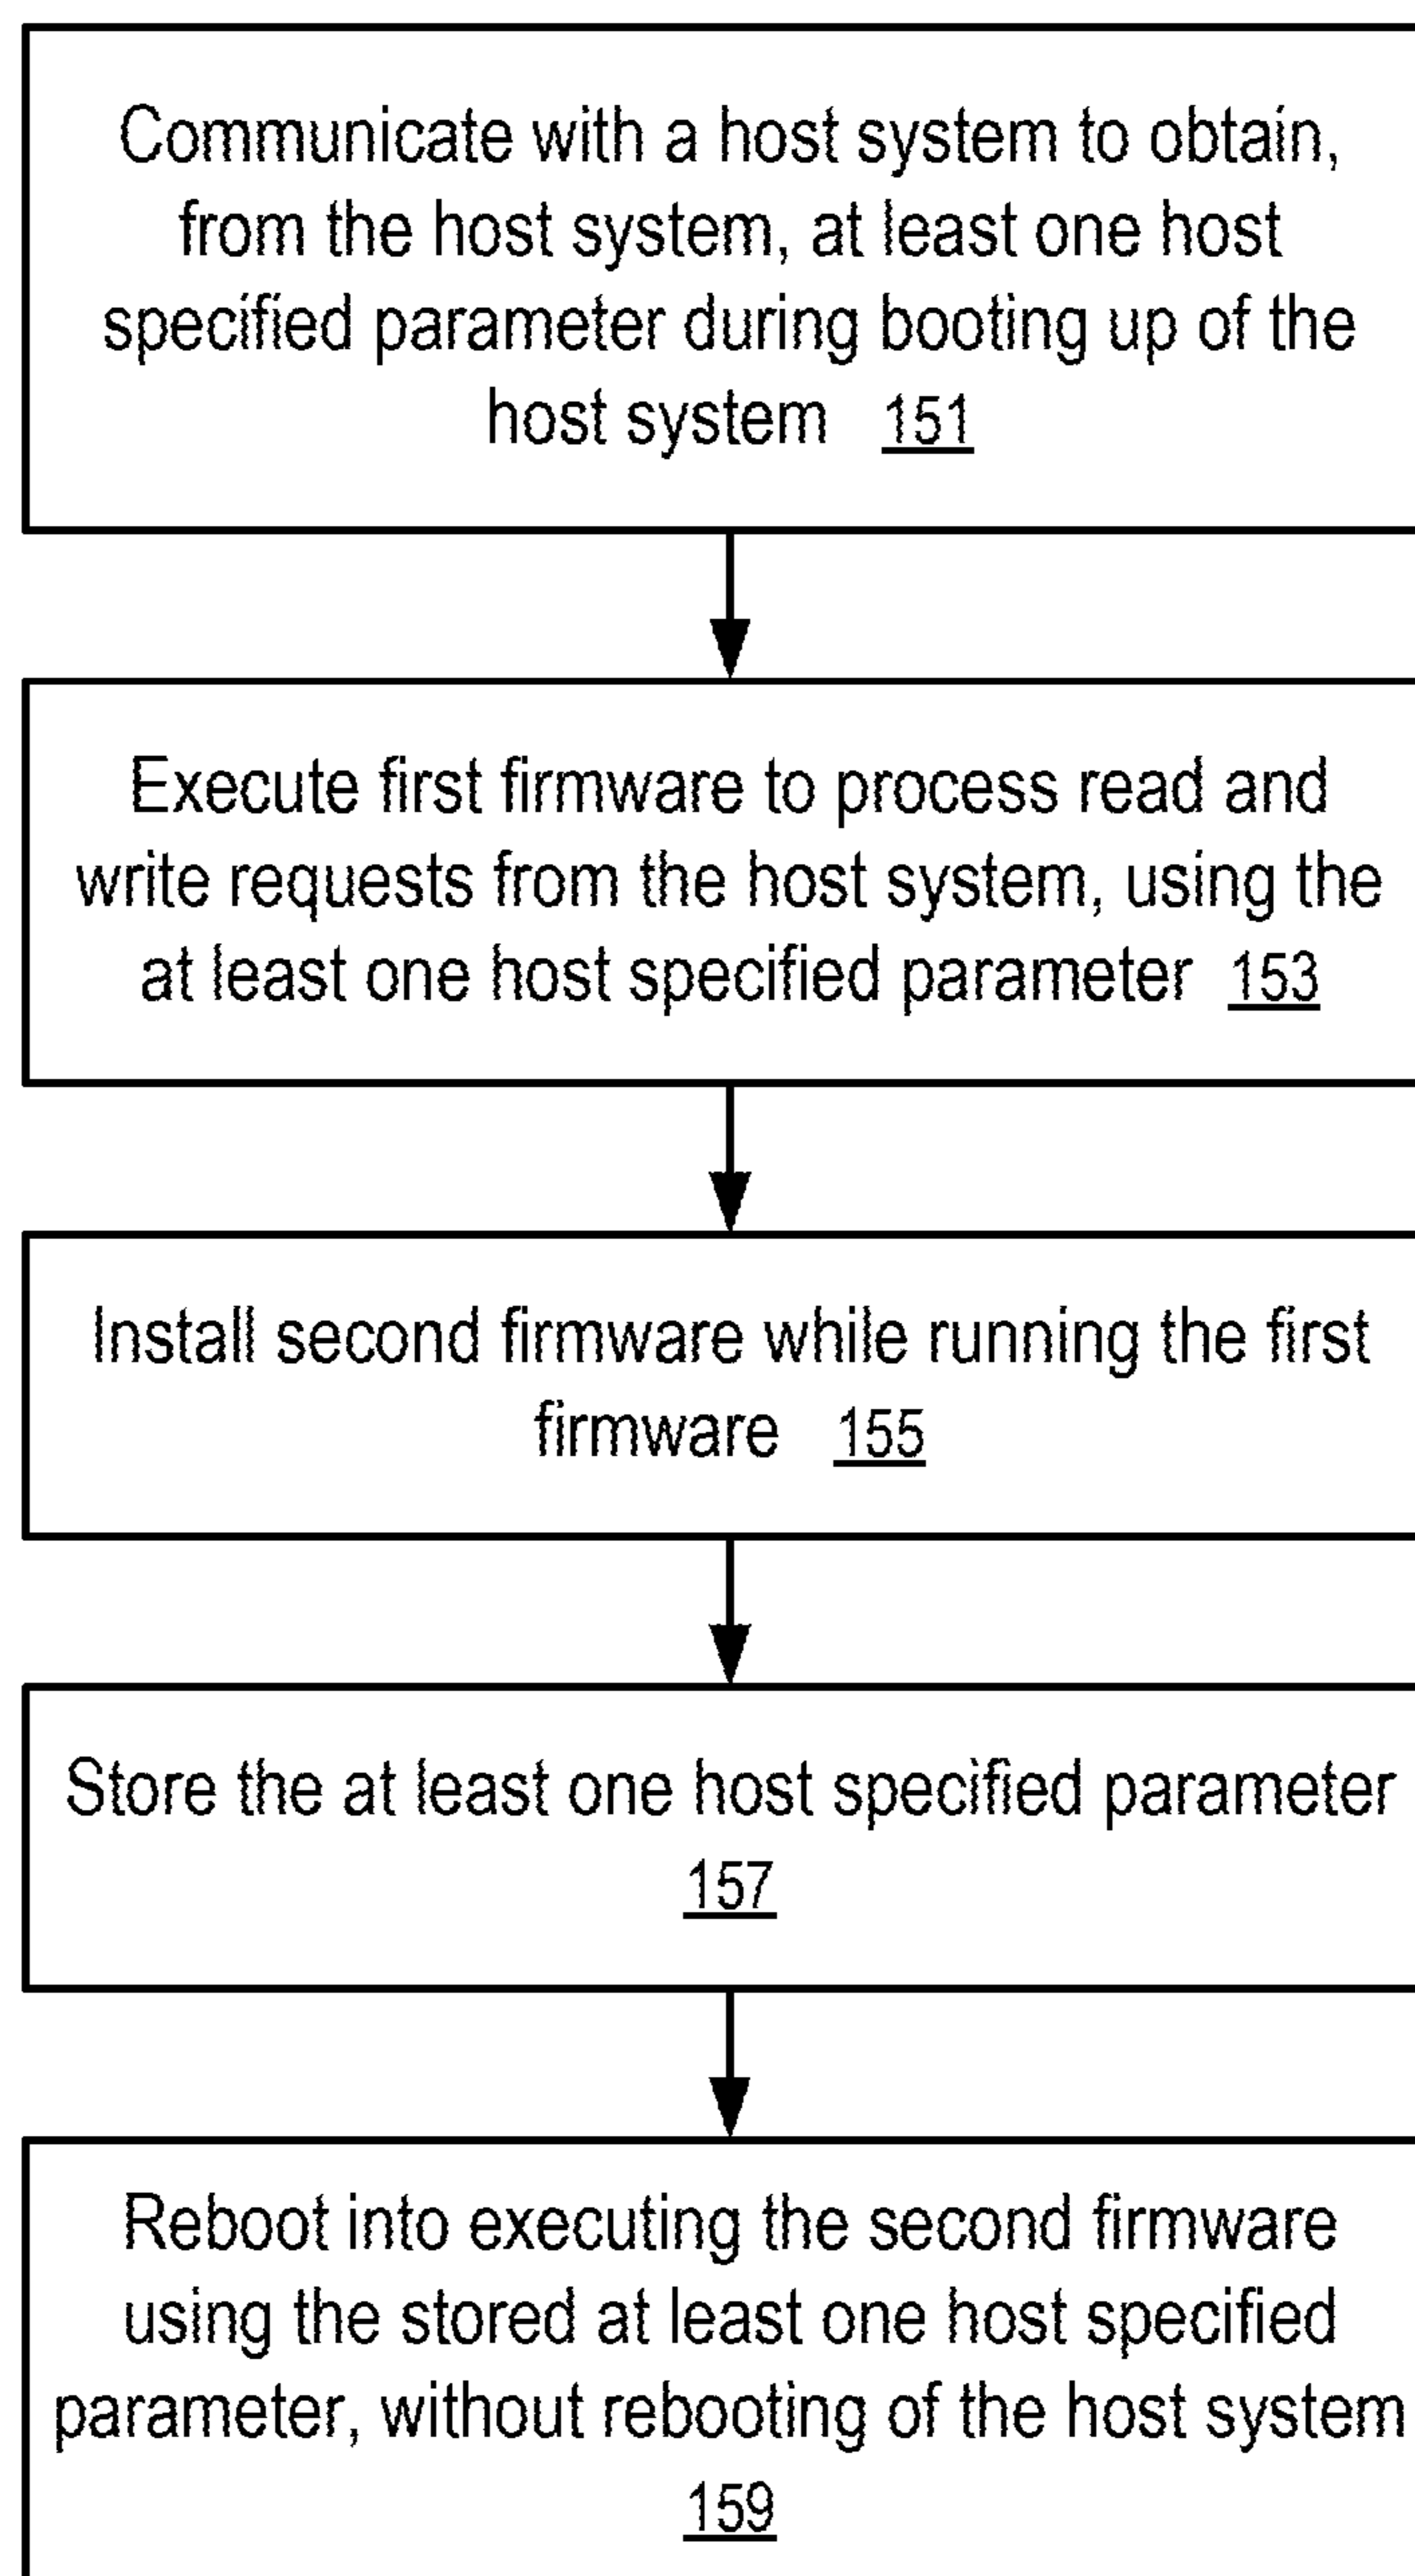 Communicate with a host system to obtain,
from the host system, at least one host
specified parameter during booting up of the
host system 151
Execute first firmware to process read and
write requests from the host system, using the
at least one host specified parameter 153
Install second firmware while running the first
firmware 155
Store the at least one host specified parameter
157
Reboot into executing the second firmware
using the stored at least one host specified
parameter, without rebooting of the host system
159